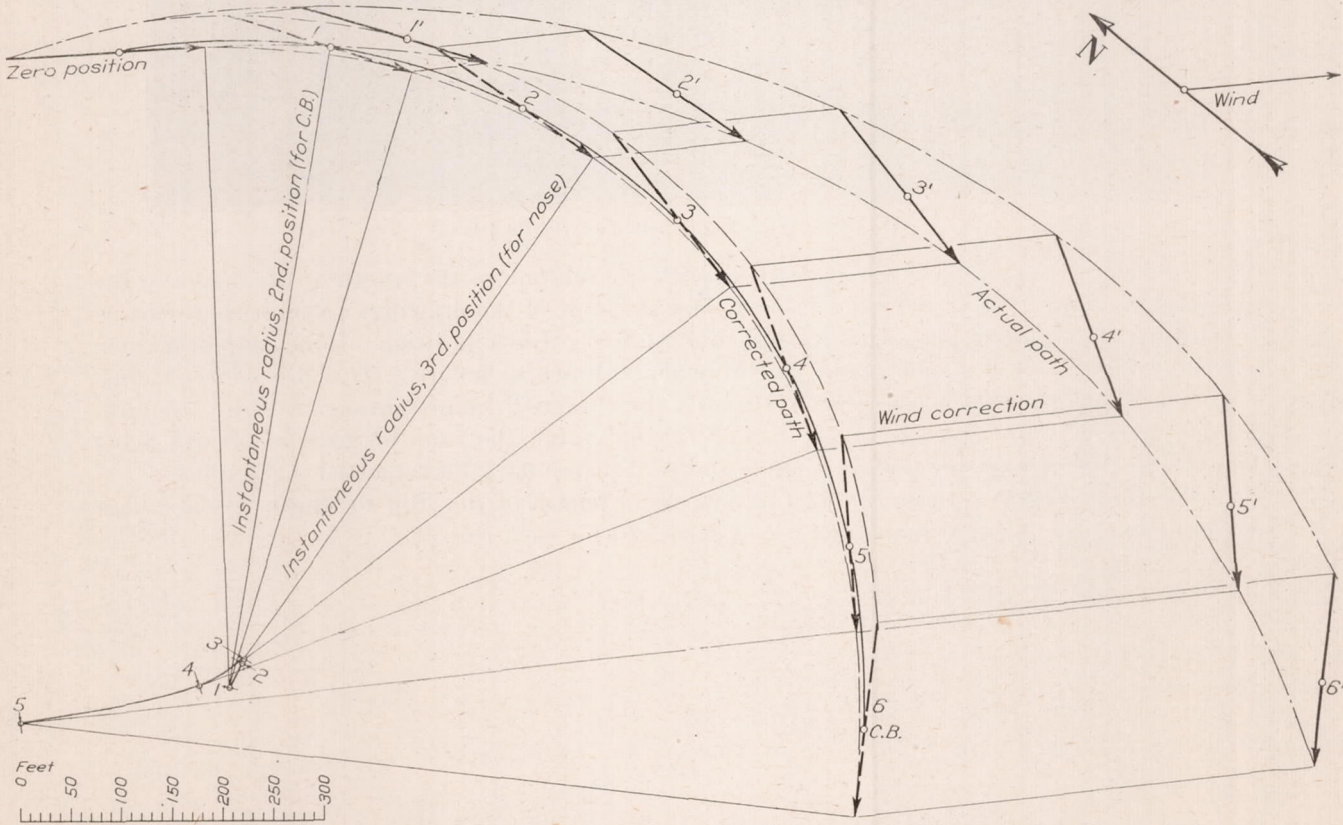 Zero position
1'
2
2'
3
3'
4
4'
5
5'
6
6'
C.B.
N
Wind
Instantaneous radius, 2nd. position (for C.B.)
Instantaneous radius, 3rd. position (for nose)
Corrected path
Actual path
Wind correction
3
4
2
1
5
Feet
0 50 100 150 200 250 300